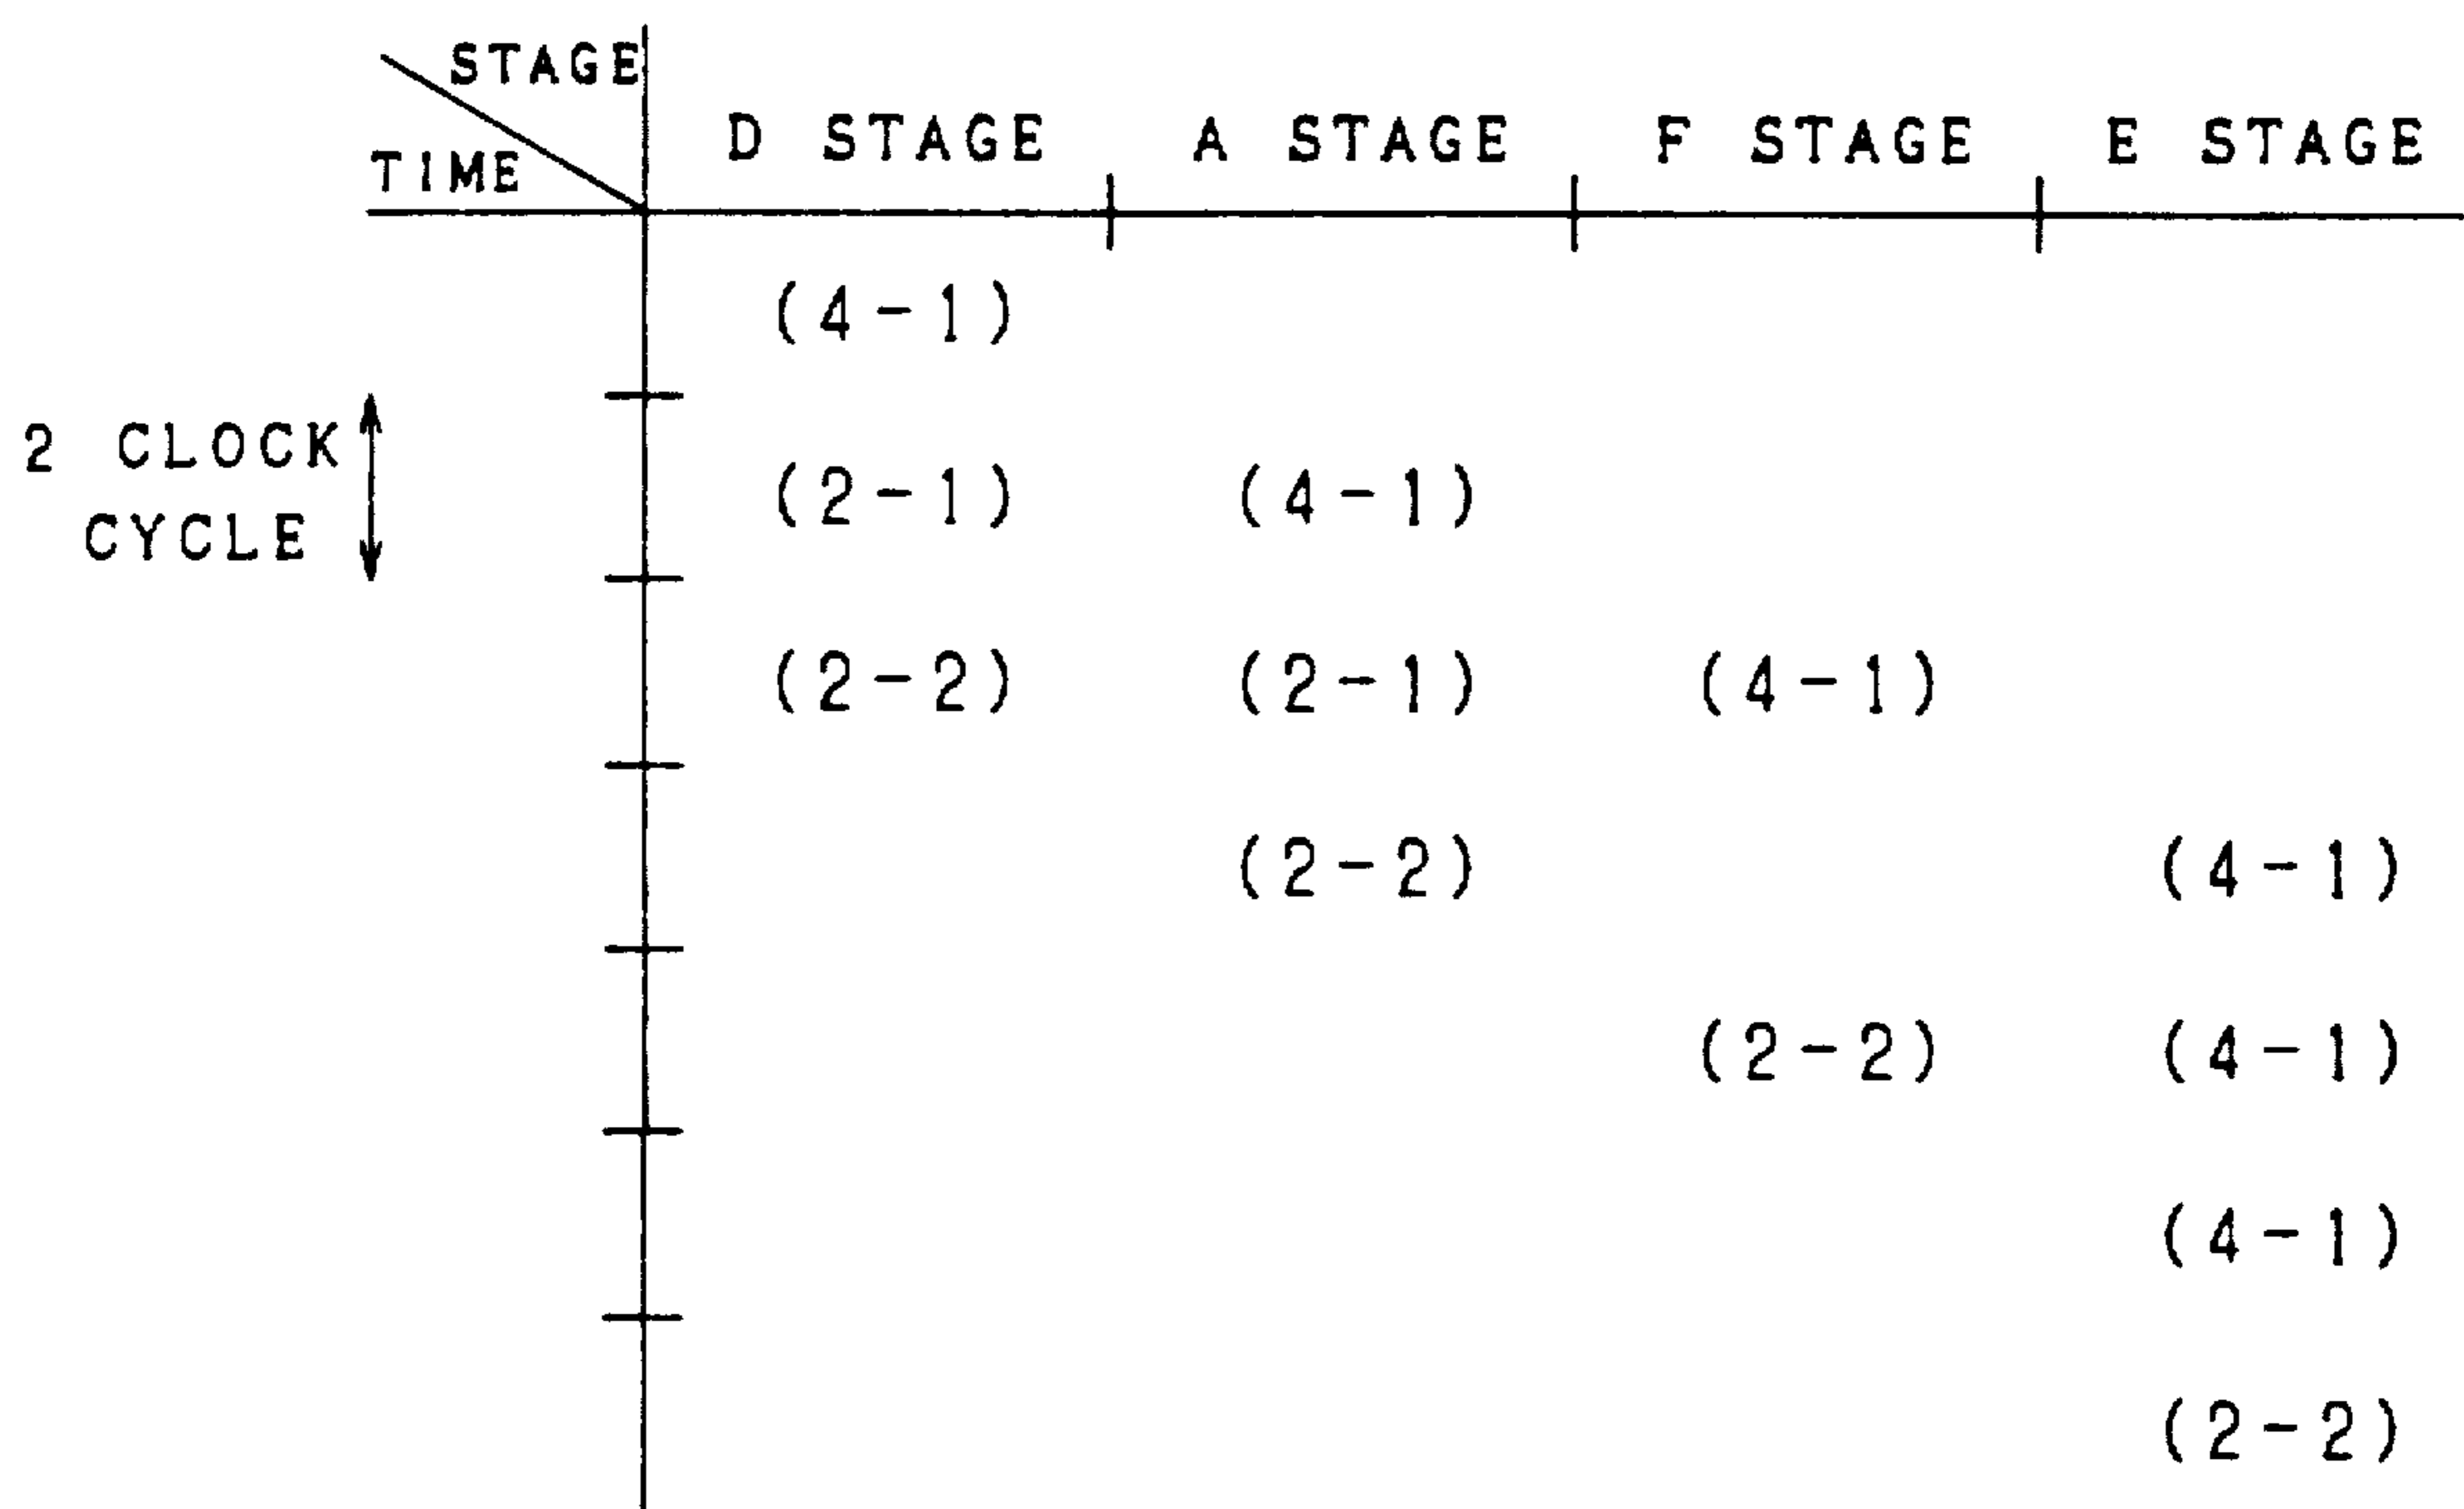 STAGE
TIME
D STAGE A STAGE F STAGE E STAGE
(4-1)
2 CLOCK
CYCLE
(2-1) (4-1)
(2-2) (2-1) (4-1)
(2-2) (4-1)
(2-2) (4-1)
(4-1)
(2-2)